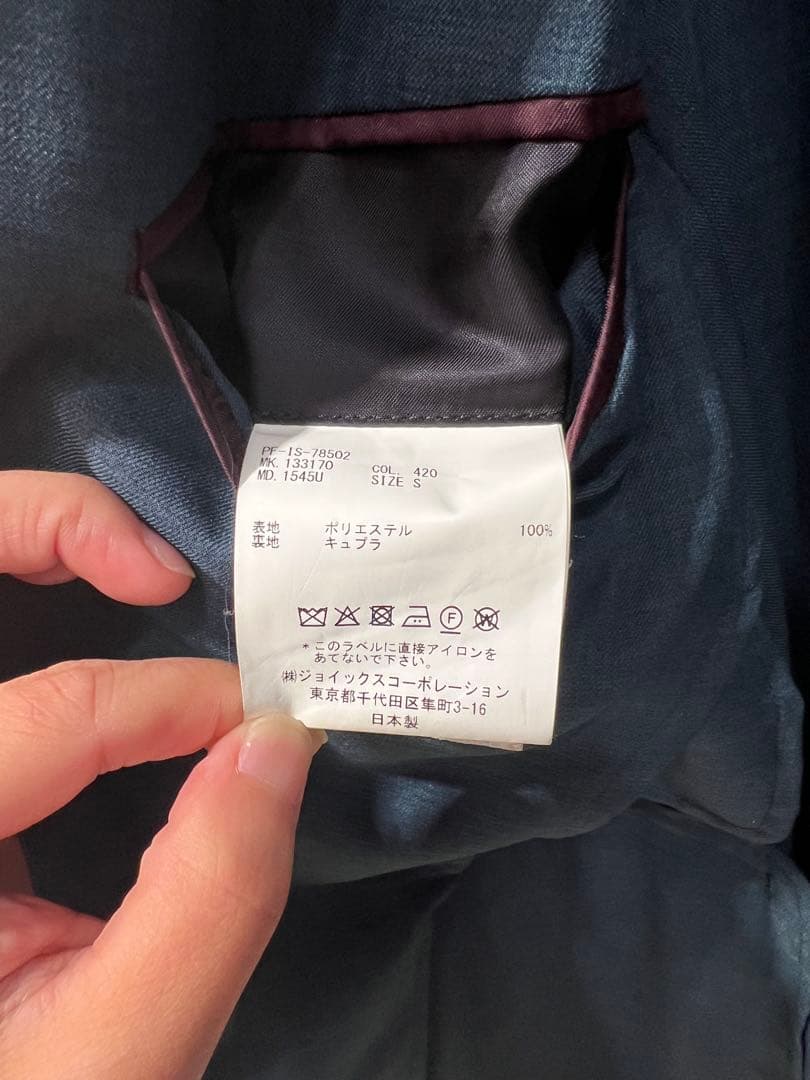 PF-IS-78502
MK. 133170 COL. 420
MD. 1545U SIZE S
表地 ポリエステル 100%
裏地 キュプラ
F W
*このラベルに直接アイロンを
あてないで下さい。
㈱ジョイックスコーポレーション
東京都千代田区隼町3-16
日本製